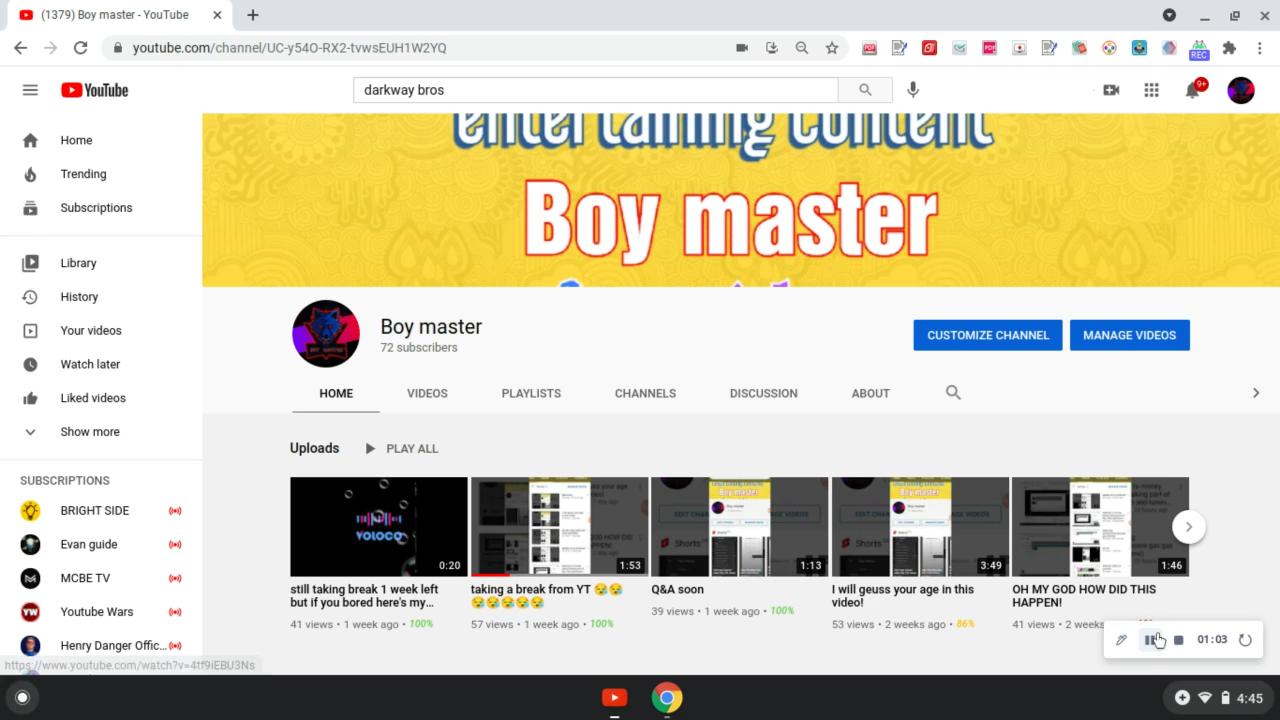 (1379) Boy master - YouTube
youtube.com/channel/UC-y54O-RX2-tvwsEUH1W2YQ
REC
YouTube
darkway bros
9+
Home
Trending
Subscriptions
Library
History
Your videos
Watch later
Liked videos
Show more
SUBSCRIPTIONS
BRIGHT SIDE
Evan guide
MCBE TV
Youtube Wars
Henry Danger Offic...
entertaining content
Boy master
Boy master
72 subscribers
CUSTOMIZE CHANNEL
MANAGE VIDEOS
HOME
VIDEOS
PLAYLISTS
CHANNELS
DISCUSSION
ABOUT
Uploads
PLAY ALL
VOLOCO
0:20
1:53
1:13
3:49
1:46
still taking break 1 week left
but if you bored here's my...
41 views • 1 week ago • 100%
taking a break from YT 😪😪
😪😪😪😪😪
57 views • 1 week ago • 100%
Q&A soon
39 views • 1 week ago • 100%
I will geuss your age in this
video!
53 views • 2 weeks ago • 86%
OH MY GOD HOW DID THIS
HAPPEN!
41 views • 2 weeks
01:03
https://www.youtube.com/watch?v=4tf9iEBU3Ns
4:45